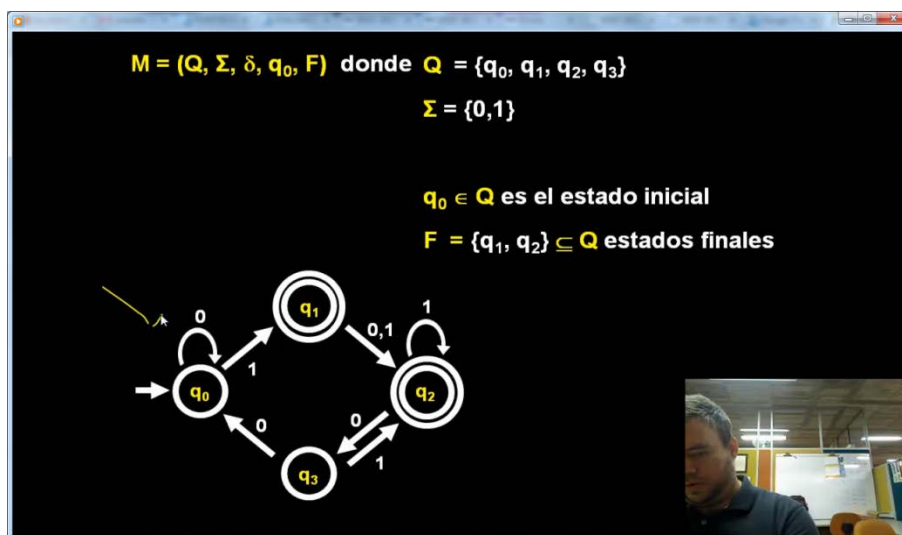 M = (Q, Σ, δ, q₀, F) donde Q = {q₀, q₁, q₂, q₃}
Σ = {0,1}
q₀ ∈ Q es el estado inicial
F = {q₁, q₂} ⊆ Q estados finales
0
q₁
0,1
1
1
q₀
q₂
0
0
1
q₃